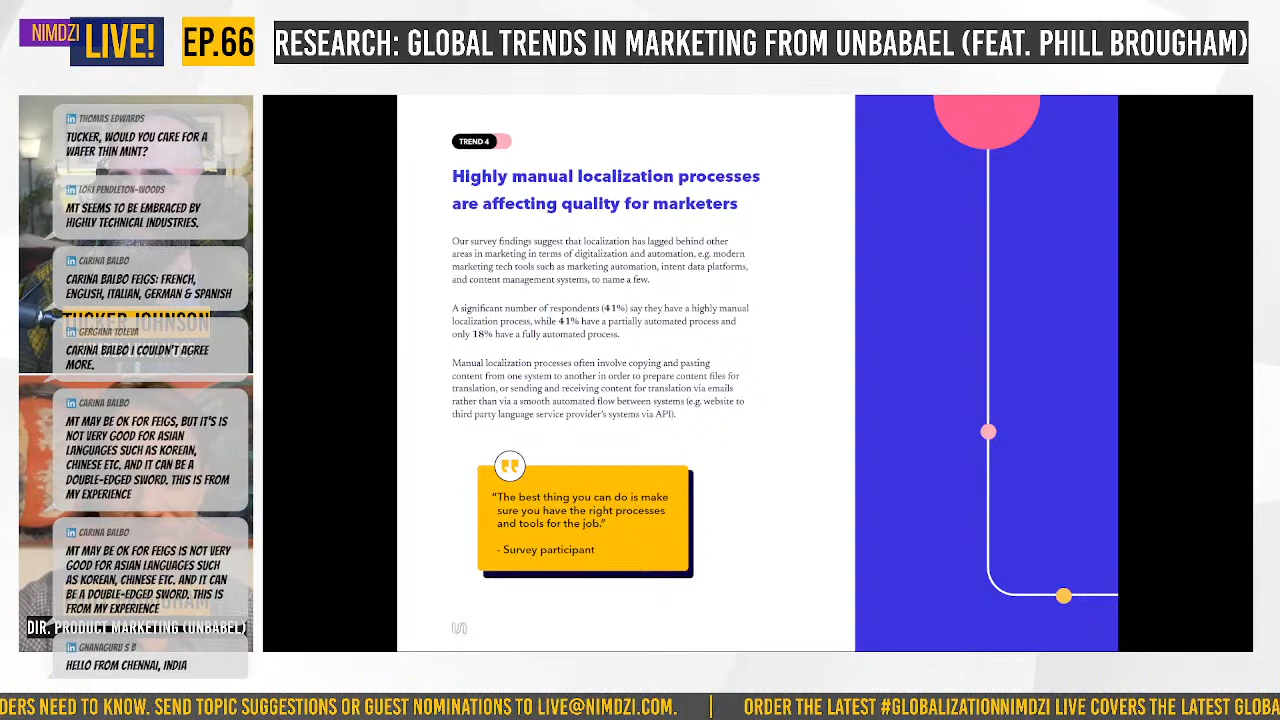 NIMDZI LIVE!
EP.66
RESEARCH: GLOBAL TRENDS IN MARKETING FROM UNBABAEL (FEAT. PHILL BROUGHAM)
THOMAS EDWARDS
TUCKER, WOULD YOU CARE FOR A
WAFER THIN MINT?
LORI PENDLETON-WOODS
MT SEEMS TO BE EMBRACED BY
HIGHLY TECHNICAL INDUSTRIES.
CARINA BALBO
CARINA BALBO FEIGS: FRENCH,
ENGLISH, ITALIAN, GERMAN & SPANISH
TUCKER JOHNSON
GERGANA TOLEVA
CARINA BALBO I COULDN'T AGREE
MORE.
CARINA BALBO
MT MAY BE OK FOR FEIGS, BUT IT'S IS
NOT VERY GOOD FOR ASIAN
LANGUAGES SUCH AS KOREAN,
CHINESE ETC. AND IT CAN BE A
DOUBLE-EDGED SWORD. THIS IS FROM
MY EXPERIENCE
CARINA BALBO
MT MAY BE OK FOR FEIGS IS NOT VERY
GOOD FOR ASIAN LANGUAGES SUCH
AS KOREAN, CHINESE ETC. AND IT CAN
BE A DOUBLE-EDGED SWORD. THIS IS
FROM MY EXPERIENCE
DIR. PRODUCT MARKETING (UNBABEL)
GNANAGURU S B
HELLO FROM CHENNAI, INDIA
TREND 4
Highly manual localization processes
are affecting quality for marketers
Our survey findings suggest that localization has lagged behind other
areas in marketing in terms of digitalization and automation, e.g. modern
marketing tech tools such as marketing automation, intent data platforms,
and content management systems, to name a few.
A significant number of respondents (41%) say they have a highly manual
localization process, while 41% have a partially automated process and
only 18% have a fully automated process.
Manual localization processes often involve copying and pasting
content from one system to another in order to prepare content files for
translation, or sending and receiving content for translation via emails
rather than via a smooth automated flow between systems (e.g. website to
third party language service provider's systems via API).
"The best thing you can do is make
sure you have the right processes
and tools for the job."
- Survey participant
DERS NEED TO KNOW. SEND TOPIC SUGGESTIONS OR GUEST NOMINATIONS TO LIVE@NIMDZI.COM. | ORDER THE LATEST #GLOBALIZATIONNIMDZI LIVE COVERS THE LATEST GLOBA